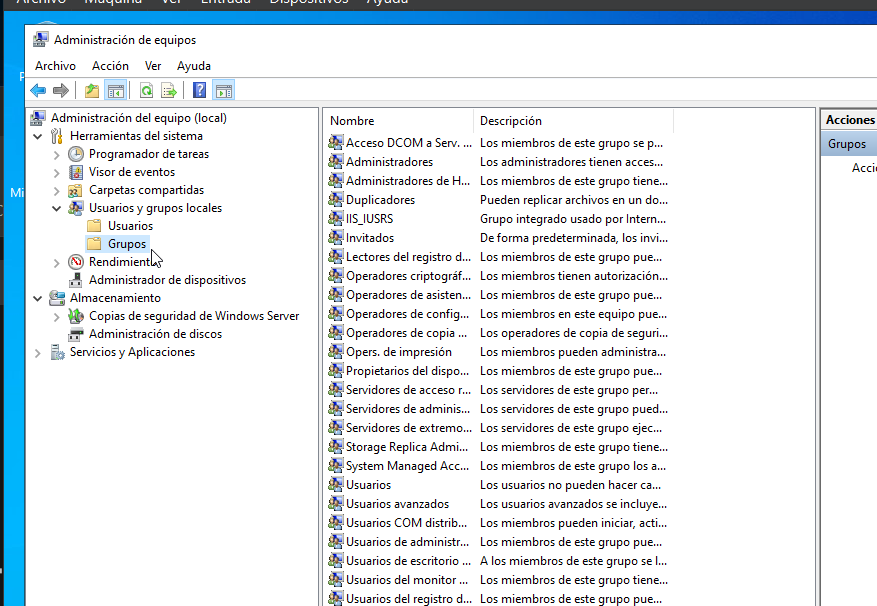 Archivo Máquina Ver Entrada Dispositivos Ayuda
Administración de equipos
Archivo Acción Ver Ayuda
Administración del equipo (local)
Herramientas del sistema
Programador de tareas
Visor de eventos
Carpetas compartidas
Usuarios y grupos locales
Usuarios
Grupos
Rendimiento
Administrador de dispositivos
Almacenamiento
Copias de seguridad de Windows Server
Administración de discos
Servicios y Aplicaciones
Nombre Descripción
Acceso DCOM a Serv. ... Los miembros de este grupo se p...
Administradores Los administradores tienen acces...
Administradores de H... Los miembros de este grupo tiene...
Duplicadores Pueden replicar archivos en un do...
IIS_IUSRS Grupo integrado usado por Intern...
Invitados De forma predeterminada, los invi...
Lectores del registro d... Los miembros de este grupo pue...
Operadores criptográf... Los miembros tienen autorización...
Operadores de asisten... Los miembros de este grupo pue...
Operadores de config... Los miembros en este equipo pue...
Operadores de copia ... Los operadores de copia de seguri...
Opers. de impresión Los miembros pueden administra...
Propietarios del dispo... Los miembros de este grupo pue...
Servidores de acceso r... Los servidores de este grupo per...
Servidores de adminis... Los servidores de este grupo pued...
Servidores de extremo... Los servidores de este grupo ejec...
Storage Replica Admi... Los miembros de este grupo tiene...
System Managed Acc... Los miembros de este grupo los a...
Usuarios Los usuarios no pueden hacer ca...
Usuarios avanzados Los usuarios avanzados se incluye...
Usuarios COM distrib... Los miembros pueden iniciar, acti...
Usuarios de administr... Los miembros de este grupo pue...
Usuarios de escritorio ... A los miembros de este grupo se l...
Usuarios del monitor ... Los miembros de este grupo tiene...
Usuarios del registro d... Los miembros de este grupo pue...
Acciones
Grupos
Acci
Mi